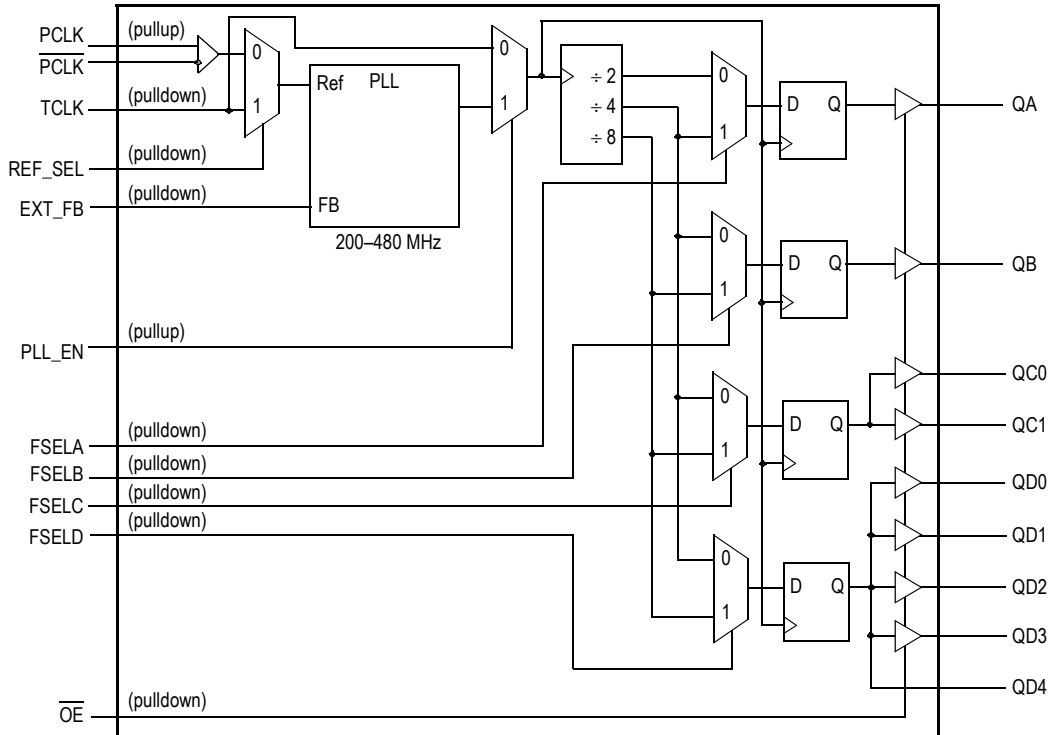 PCLK
(pullup)
PCLK
TCLK
(pulldown)
REF_SEL
(pulldown)
EXT_FB
(pulldown)
0
1
Ref PLL
FB
200–480 MHz
0
1
÷ 2
÷ 4
÷ 8
0
1
D Q
QA
0
1
D Q
QB
PLL_EN
(pullup)
0
1
D Q
QC0
QC1
FSELA
(pulldown)
FSELB
(pulldown)
FSELC
(pulldown)
FSELD
(pulldown)
0
1
D Q
QD0
QD1
QD2
QD3
QD4
OE
(pulldown)